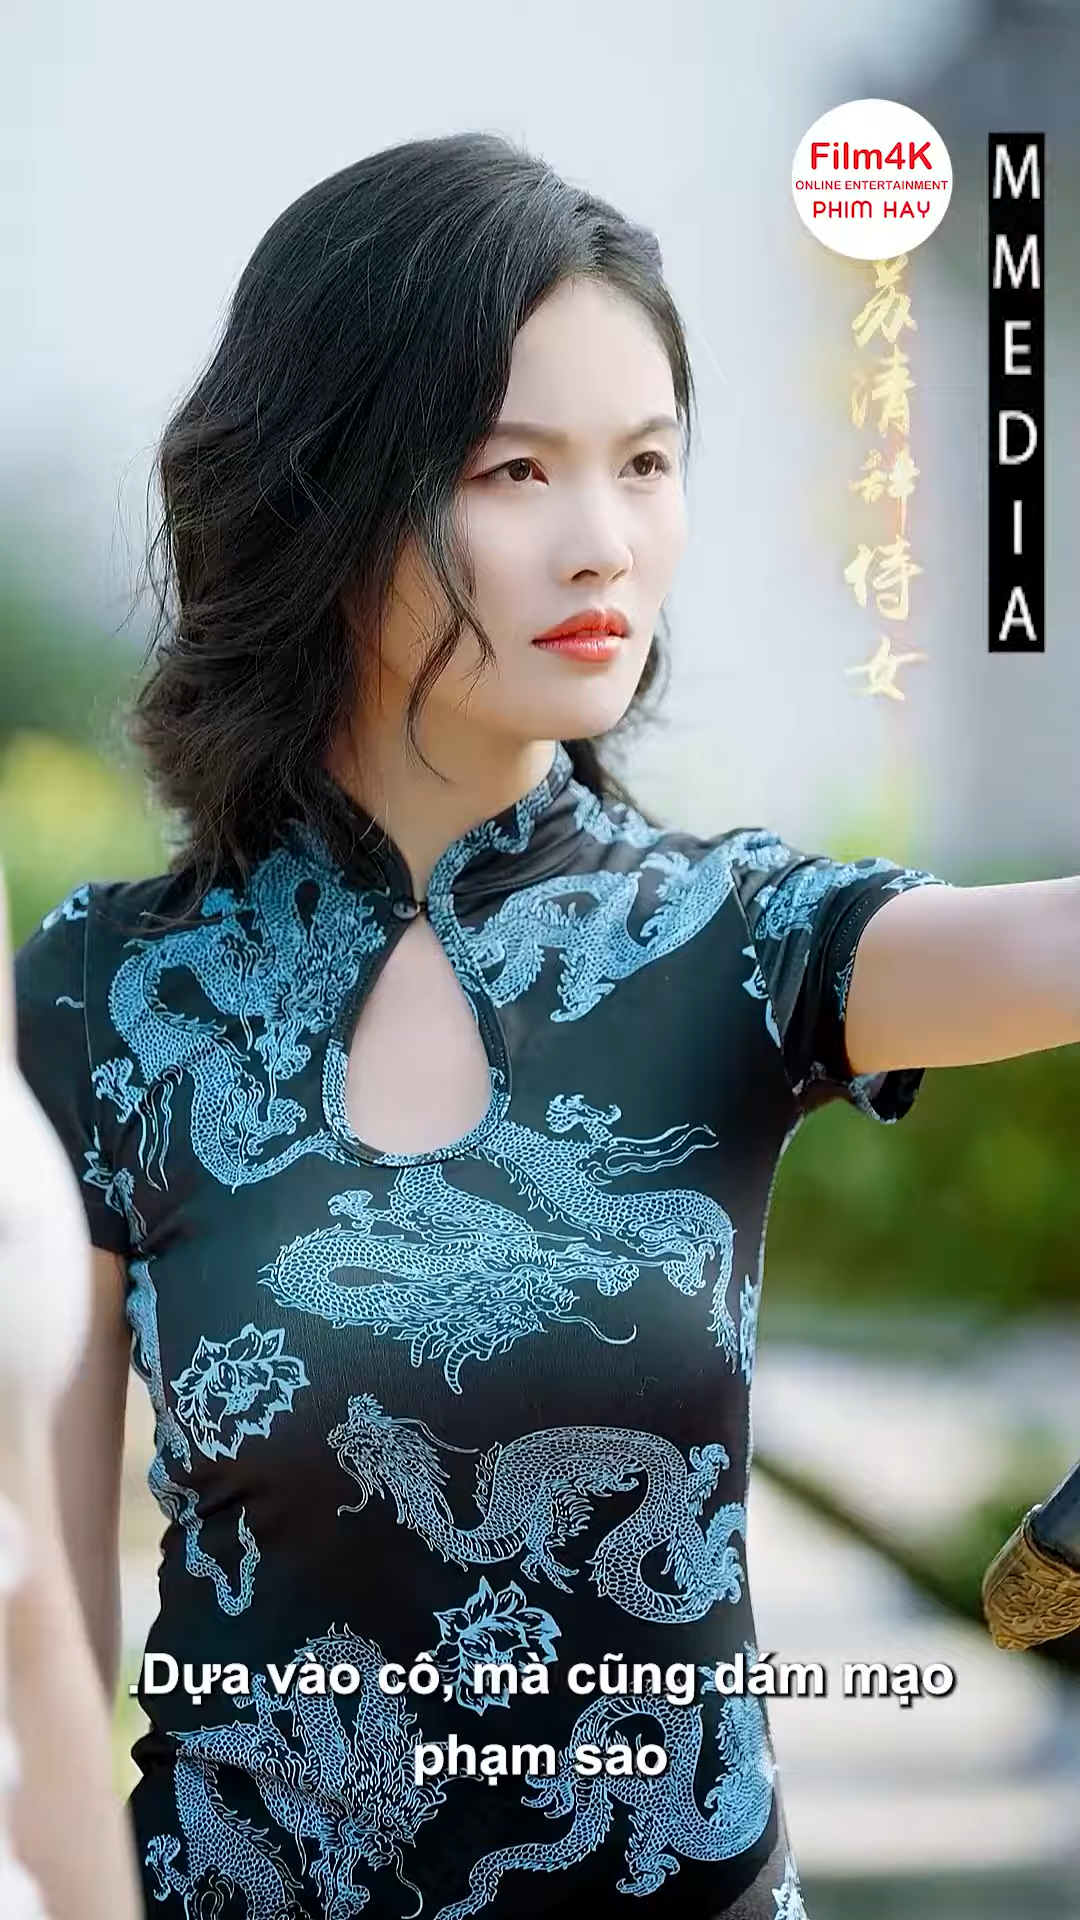 Film4K
ONLINE ENTERTAINMENT
PHIM HAY
MMEDIA
苏清辞侍女
.Dựa vào cô, mà cũng dám mạo
phạm sao